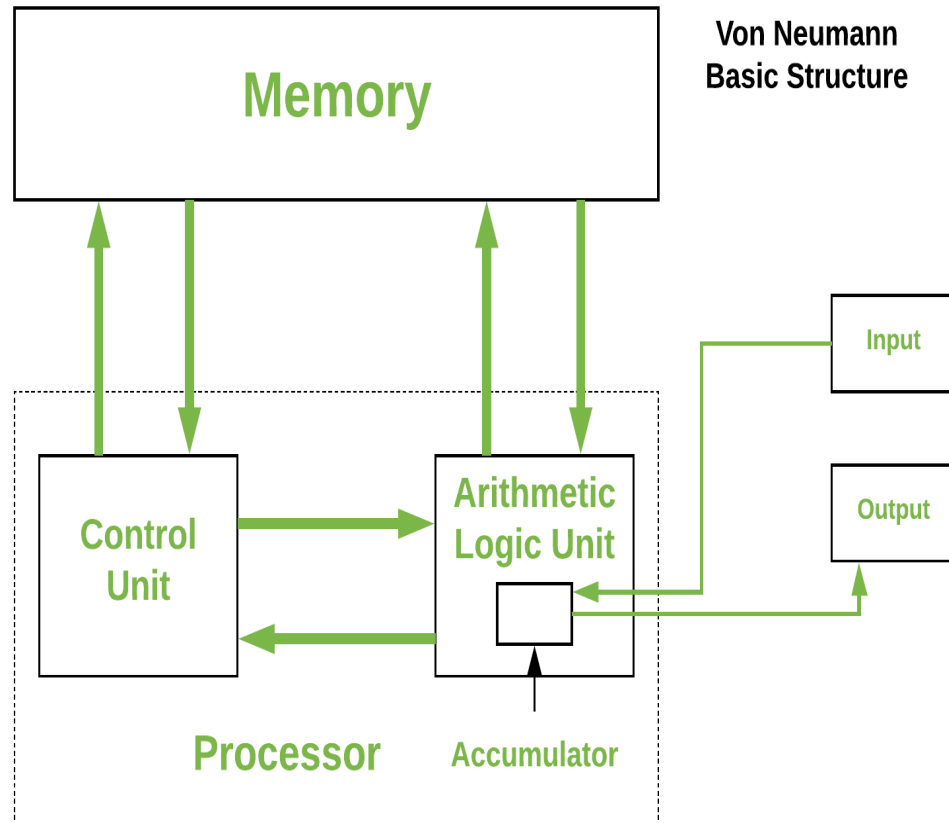 Von Neumann
Basic Structure
Memory
Input
Output
Control
Unit
Arithmetic
Logic Unit
Processor
Accumulator